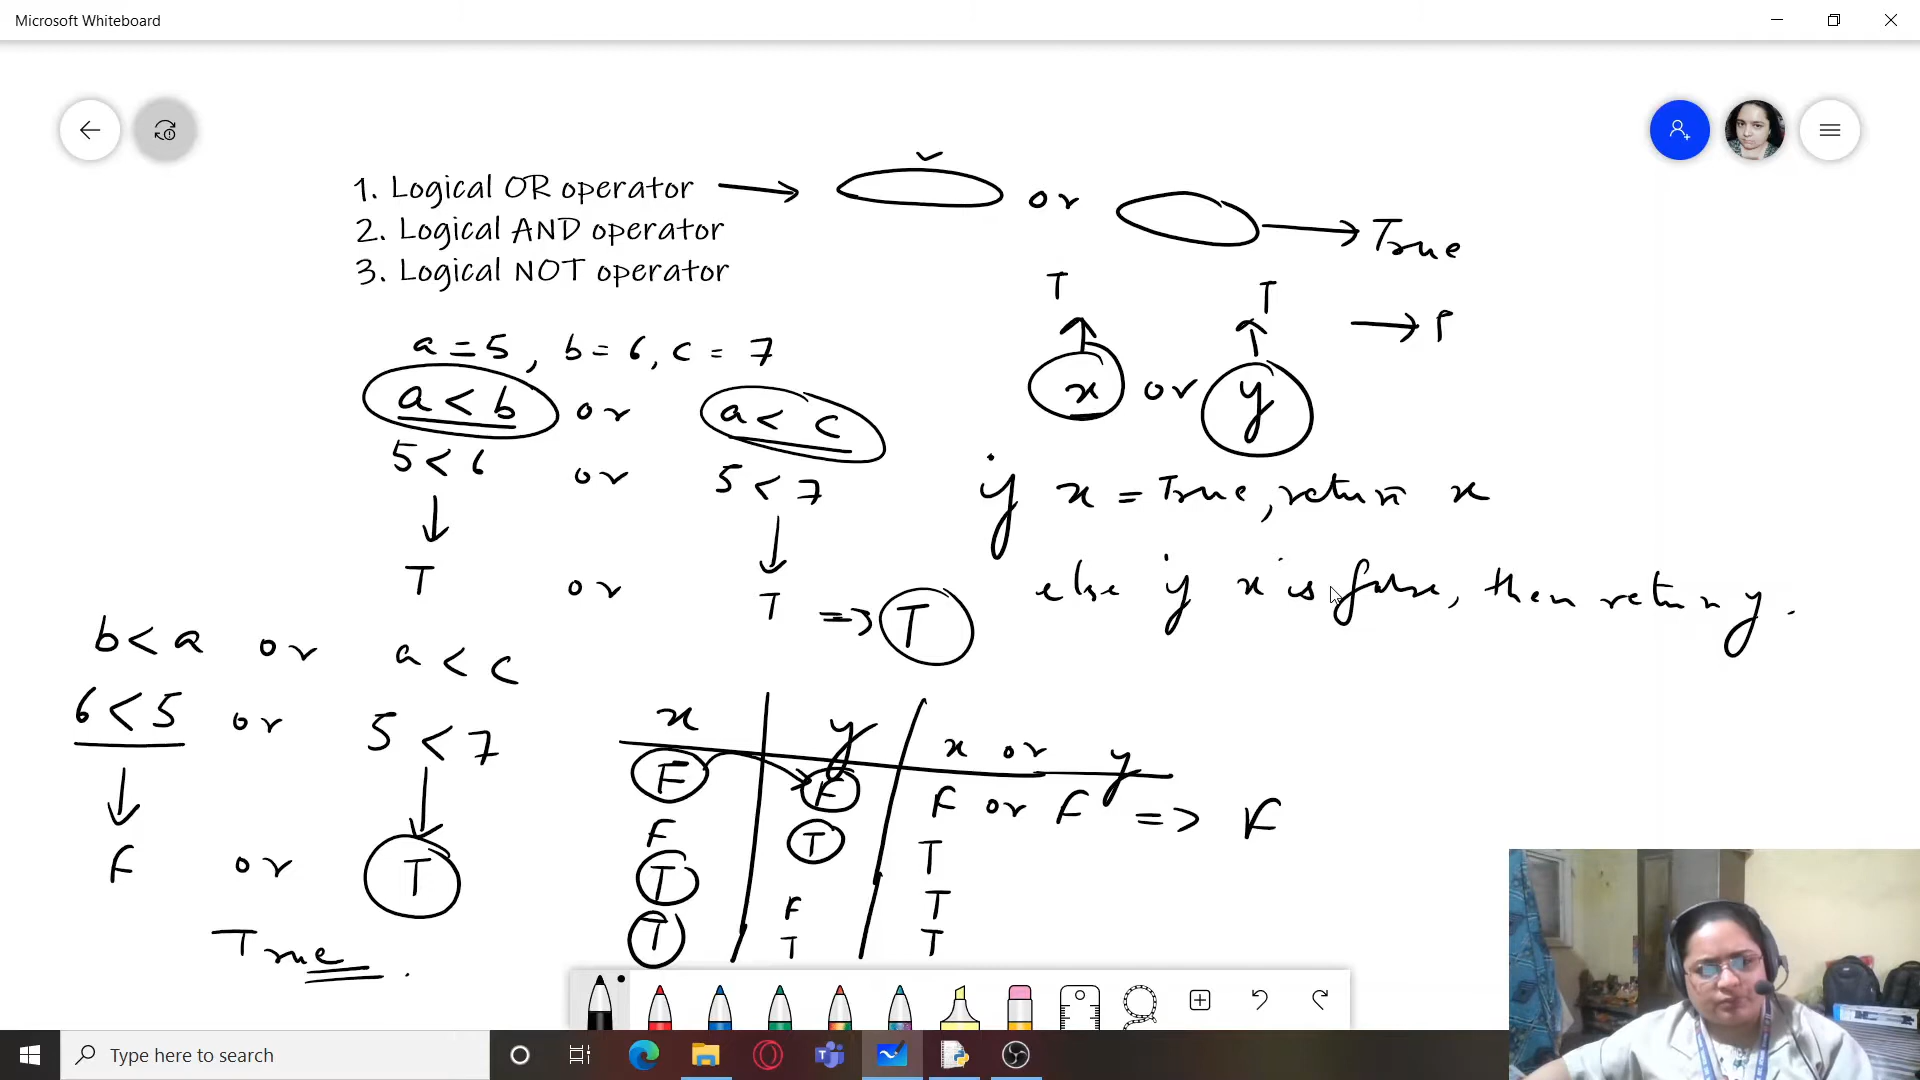 Microsoft Whiteboard
1. Logical OR operator → or → True
2. Logical AND operator
3. Logical NOT operator
T T →
x or y
a = 5, b = 6, c = 7
a < b or a < c
5 < 6 or 5 < 7
T or T => T
if x = True, return x
else if x is false, then return y.
b < a or a < c
6 < 5 or 5 < 7
F or T
True.
x y x or y
F F F or F => F
F T T
T F T
T T T
Type here to search